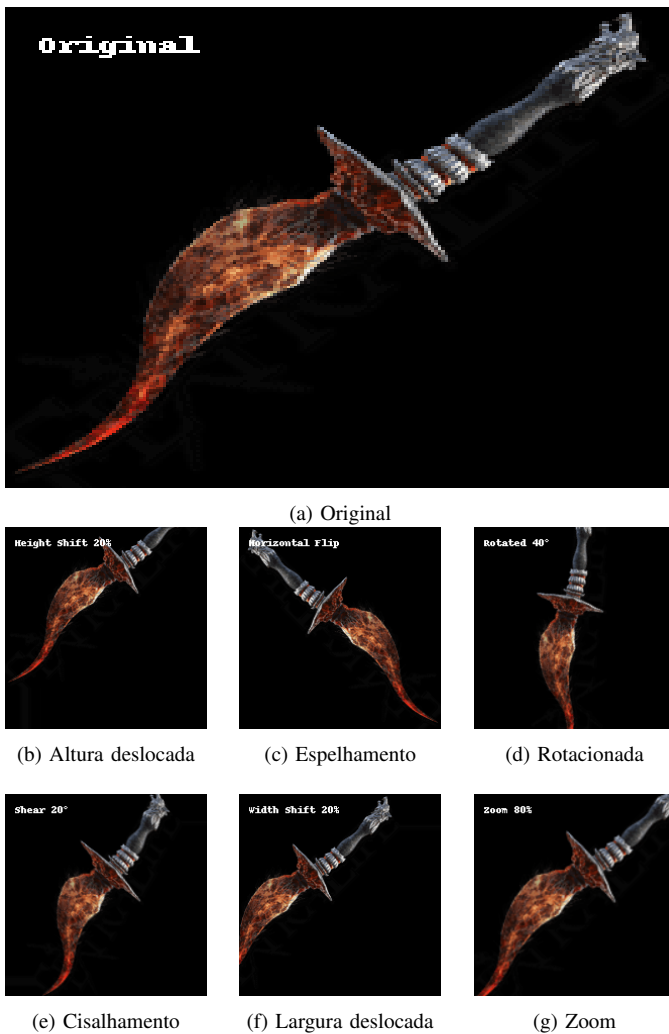 Original
(a) Original
Height Shift 20%
Horizontal Flip
Rotated 40°
(b) Altura deslocada
(c) Espelhamento
(d) Rotacionada
Shear 20°
Width Shift 20%
Zoom 80%
(e) Cisalhamento
(f) Largura deslocada
(g) Zoom